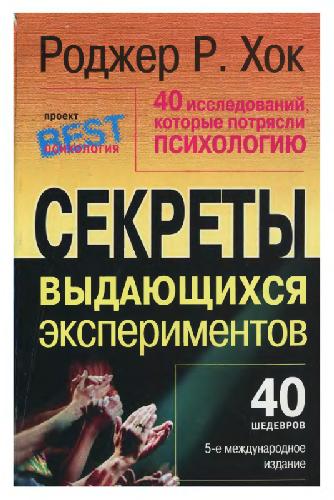 Роджер Р. Хок
проект
BEST
психология
40 исследований,
которые потрясли
ПСИХОЛОГИЮ
СЕКРЕТЫ
ВЫДАЮЩИХСЯ
ЭКСПЕРИМЕНТОВ
40
ШЕДЕВРОВ
5-е международное
издание